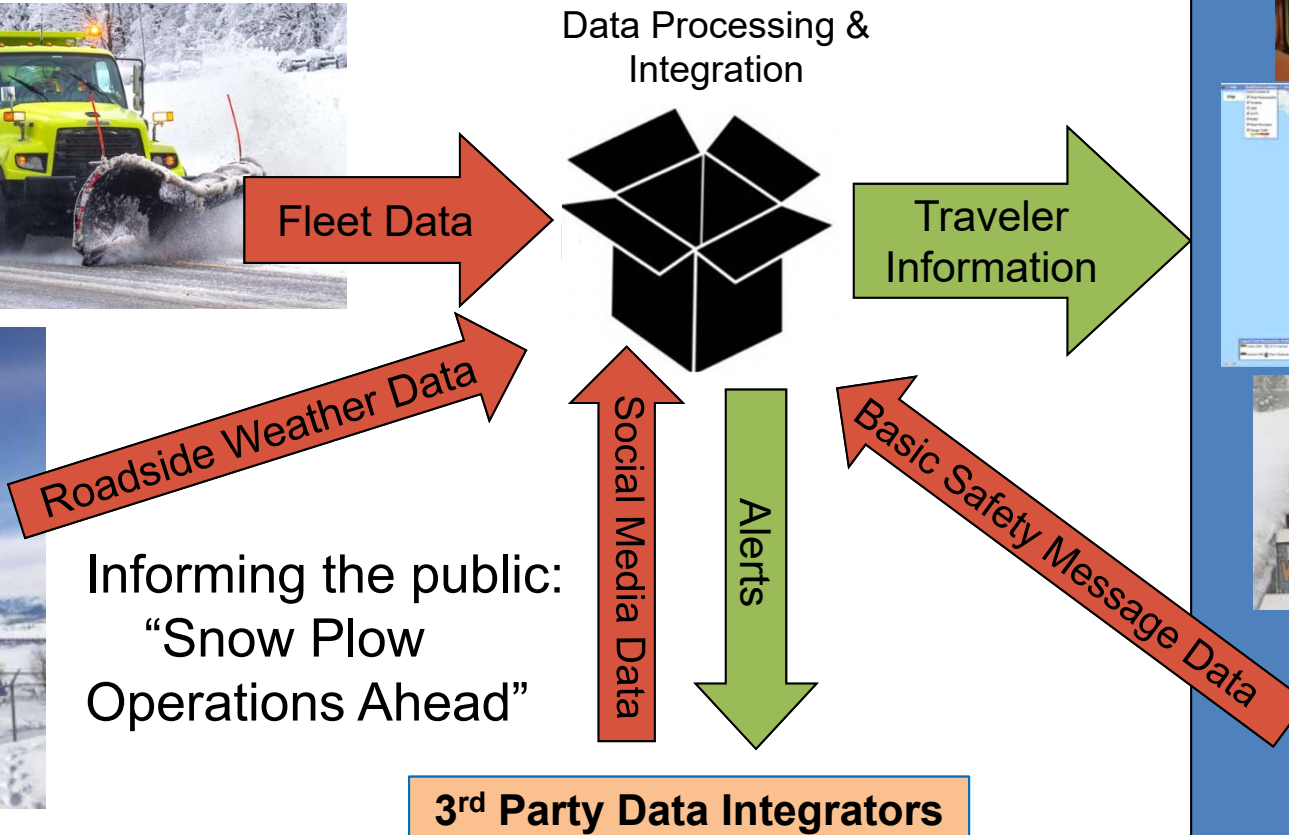 Data Processing &
Integration
Fleet Data
Traveler
Information
Roadside Weather Data
Social Media Data
Alerts
Basic Safety Message Data
Informing the public:
“Snow Plow
Operations Ahead”
3rd Party Data Integrators